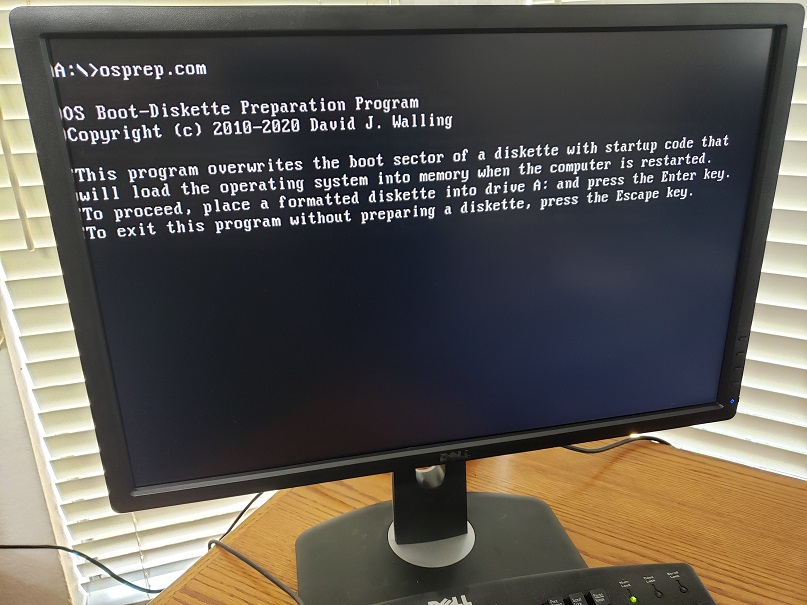 A:\>osprep.com
OS Boot-Diskette Preparation Program
Copyright (c) 2010-2020 David J. Walling
This program overwrites the boot sector of a diskette with startup code that
will load the operating system into memory when the computer is restarted.
To proceed, place a formatted diskette into drive A: and press the Enter key.
To exit this program without preparing a diskette, press the Escape key.
DELL
DELL